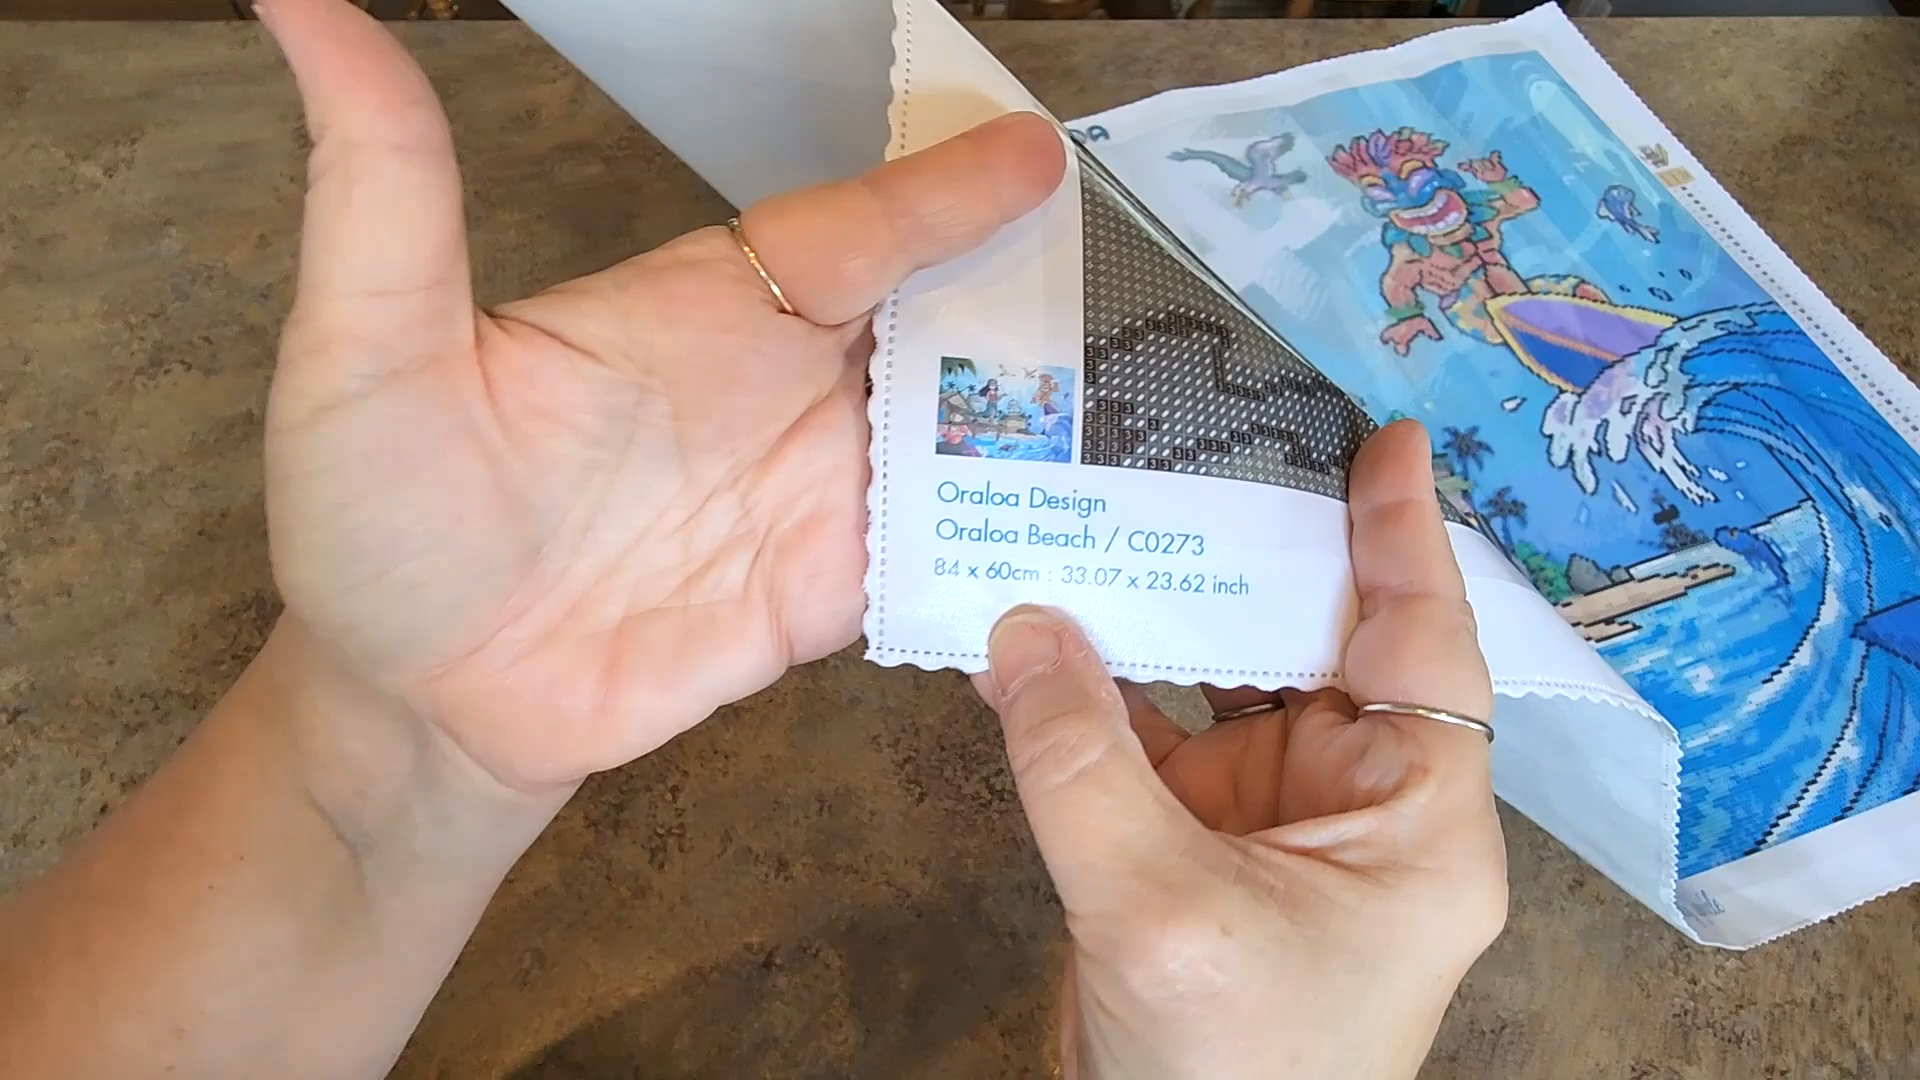 Oraloa Design
Oraloa Beach / C0273
84 x 60cm : 33.07 x 23.62 inch